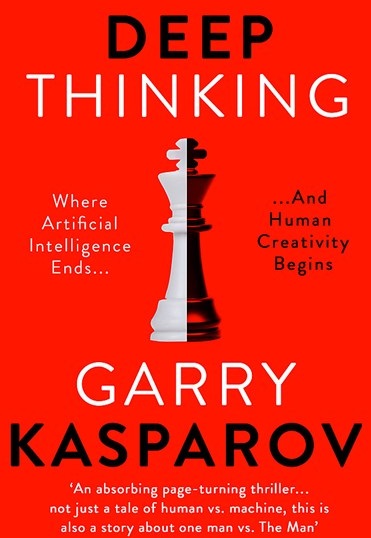 DEEP
THINKING
Where
Artificial
Intelligence
Ends...
...And
Human
Creativity
Begins
GARRY
KASPAROV
‘An absorbing page-turning thriller...
not just a tale of human vs. machine, this is
also a story about one man vs. The Man’